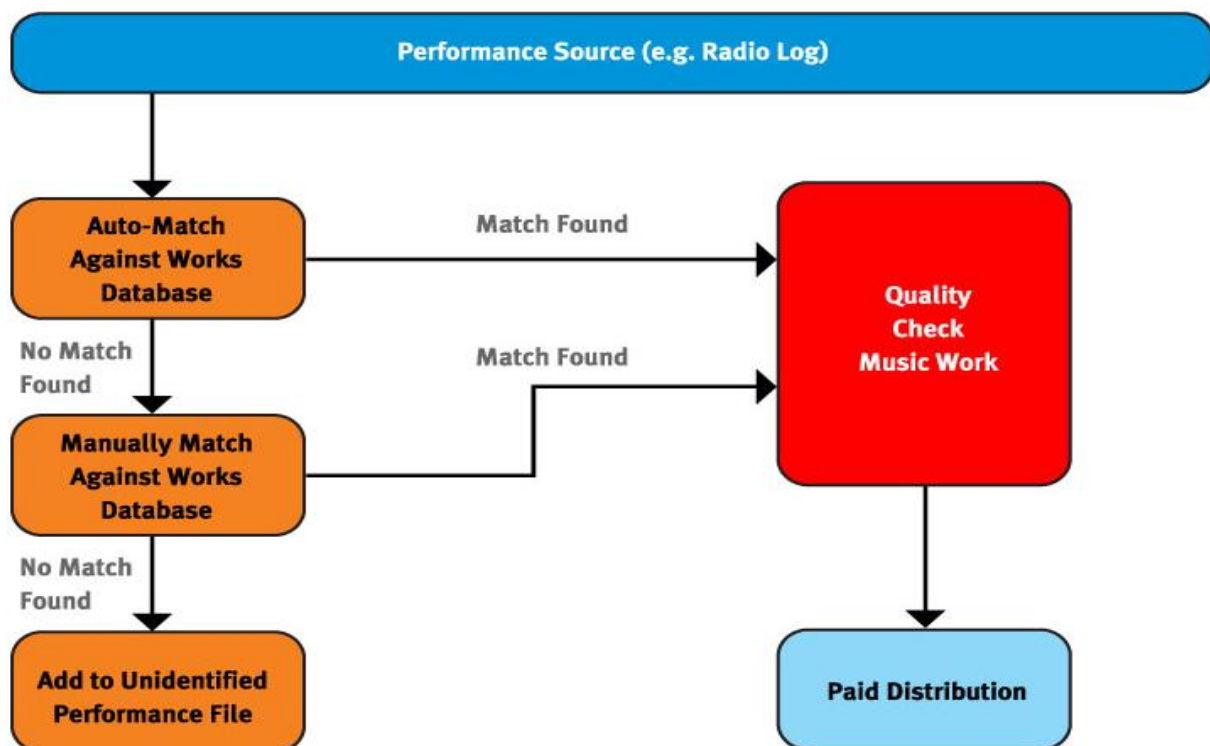 Performance Source (e.g. Radio Log)
Auto-Match
Against Works
Database
Match Found
Quality
Check
Music Work
No Match
Found
Match Found
Manually Match
Against Works
Database
No Match
Found
Add to Unidentified
Performance File
Paid Distribution